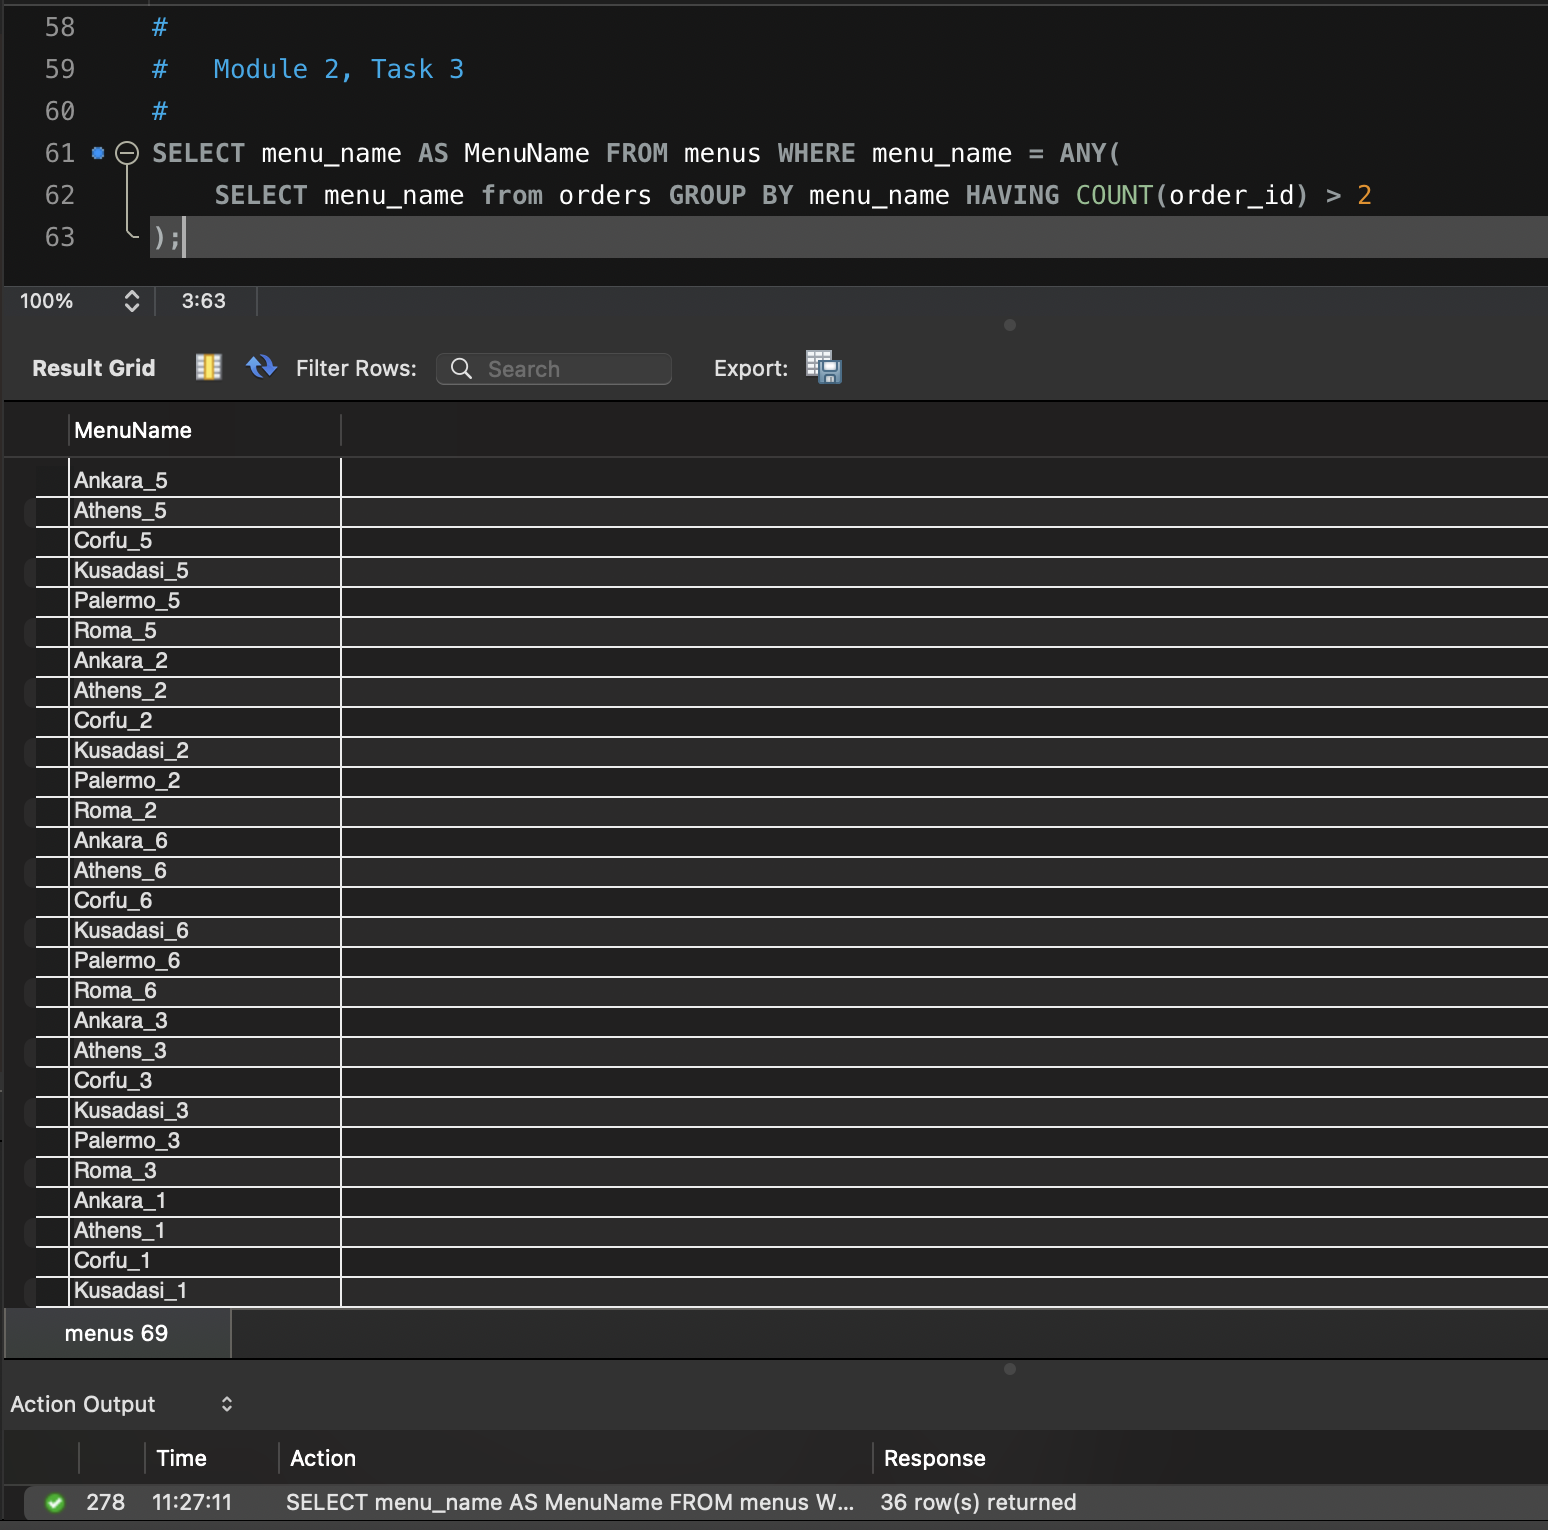 58 #
59 # Module 2, Task 3
60 #
61 SELECT menu_name AS MenuName FROM menus WHERE menu_name = ANY(
62 SELECT menu_name from orders GROUP BY menu_name HAVING COUNT(order_id) > 2
63 );
100% 3:63
Result Grid Filter Rows: Search Export:
MenuName
Ankara_5
Athens_5
Corfu_5
Kusadasi_5
Palermo_5
Roma_5
Ankara_2
Athens_2
Corfu_2
Kusadasi_2
Palermo_2
Roma_2
Ankara_6
Athens_6
Corfu_6
Kusadasi_6
Palermo_6
Roma_6
Ankara_3
Athens_3
Corfu_3
Kusadasi_3
Palermo_3
Roma_3
Ankara_1
Athens_1
Corfu_1
Kusadasi_1
menus 69
Action Output
Time Action Response
278 11:27:11 SELECT menu_name AS MenuName FROM menus W... 36 row(s) returned